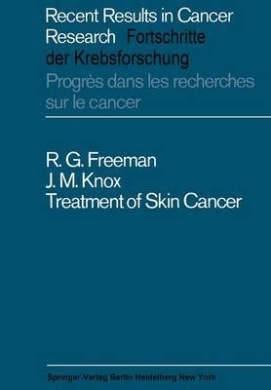 Recent Results in Cancer
Research Fortschritte
der Krebsforschung
Progrès dans les recherches
sur le cancer
R. G. Freeman
J. M. Knox
Treatment of Skin Cancer
Springer-Verlag Berlin Heidelberg New York